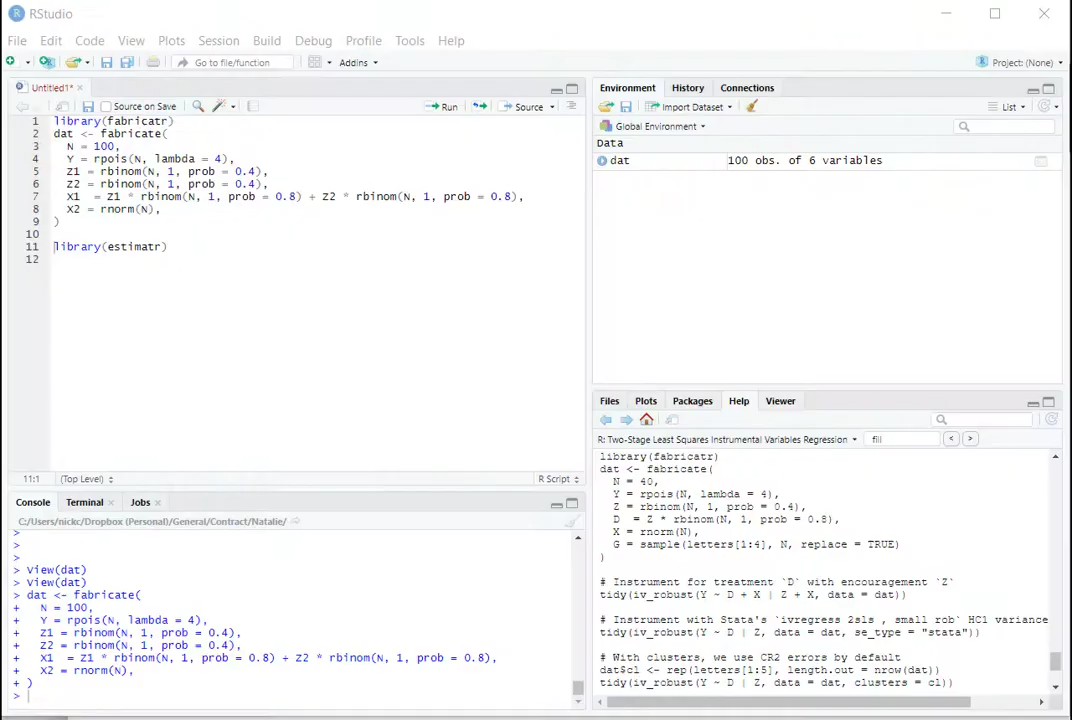 RStudio
File Edit Code View Plots Session Build Debug Profile Tools Help
Go to file/function Addins Project: (None)
Untitled1*
Source on Save Run Source
1 library(fabricatr)
2 dat <- fabricate(
3 N = 100,
4 Y = rpois(N, lambda = 4),
5 Z1 = rbinom(N, 1, prob = 0.4),
6 Z2 = rbinom(N, 1, prob = 0.4),
7 X1 = Z1 * rbinom(N, 1, prob = 0.8) + Z2 * rbinom(N, 1, prob = 0.8),
8 X2 = rnorm(N),
9 )
10
11 library(estimatr)
12
11:1 (Top Level) R Script
Console Terminal Jobs
C:/Users/nickc/Dropbox (Personal)/General/Contract/Natalie/
>
>
>
> View(dat)
> View(dat)
> dat <- fabricate(
+ N = 100,
+ Y = rpois(N, lambda = 4),
+ Z1 = rbinom(N, 1, prob = 0.4),
+ Z2 = rbinom(N, 1, prob = 0.4),
+ X1 = Z1 * rbinom(N, 1, prob = 0.8) + Z2 * rbinom(N, 1, prob = 0.8),
+ X2 = rnorm(N),
+ )
>
Environment History Connections
Import Dataset List
Global Environment
Data
dat 100 obs. of 6 variables
Files Plots Packages Help Viewer
R: Two-Stage Least Squares Instrumental Variables Regression fill < >
library(fabricatr)
dat <- fabricate(
N = 40,
Y = rpois(N, lambda = 4),
Z = rbinom(N, 1, prob = 0.4),
D = Z * rbinom(N, 1, prob = 0.8),
X = rnorm(N),
G = sample(letters[1:4], N, replace = TRUE)
)
# Instrument for treatment `D` with encouragement `Z`
tidy(iv_robust(Y ~ D + X | Z + X, data = dat))
# Instrument with Stata's `ivregress 2sls , small rob` HC1 variance
tidy(iv_robust(Y ~ D | Z, data = dat, se_type = "stata"))
# With clusters, we use CR2 errors by default
dat$cl <- rep(letters[1:5], length.out = nrow(dat))
tidy(iv_robust(Y ~ D | Z, data = dat, clusters = cl))